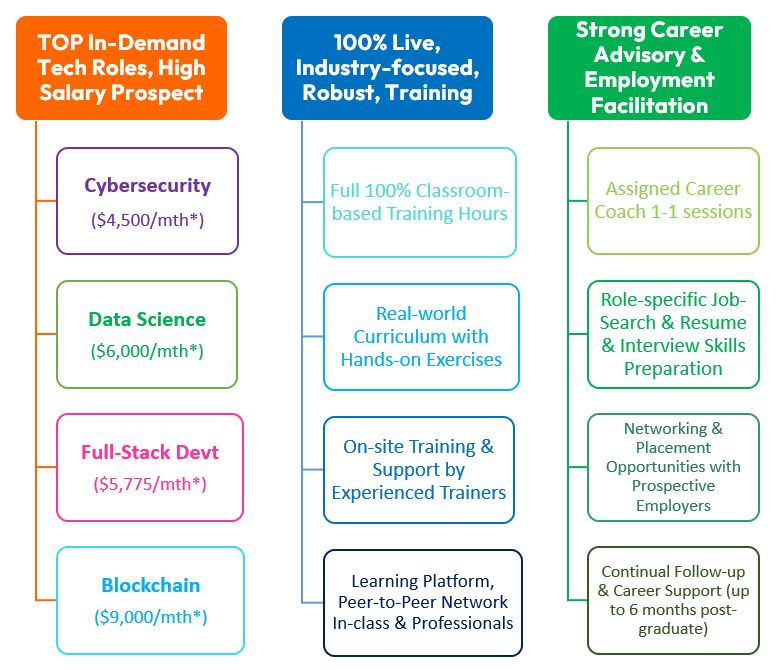 TOP In-Demand
Tech Roles, High
Salary Prospect
Cybersecurity
($4,500/mth*)
Data Science
($6,000/mth*)
Full-Stack Devt
($5,775/mth*)
Blockchain
($9,000/mth*)
100% Live,
Industry-focused,
Robust, Training
Full 100% Classroom-
based Training Hours
Real-world
Curriculum with
Hands-on Exercises
On-site Training &
Support by
Experienced Trainers
Learning Platform,
Peer-to-Peer Network
In-class & Professionals
Strong Career
Advisory &
Employment
Facilitation
Assigned Career
Coach 1-1 sessions
Role-specific Job-
Search & Resume
& Interview Skills
Preparation
Networking &
Placement
Opportunities with
Prospective
Employers
Continual Follow-up
& Career Support (up
to 6 months post-
graduate)